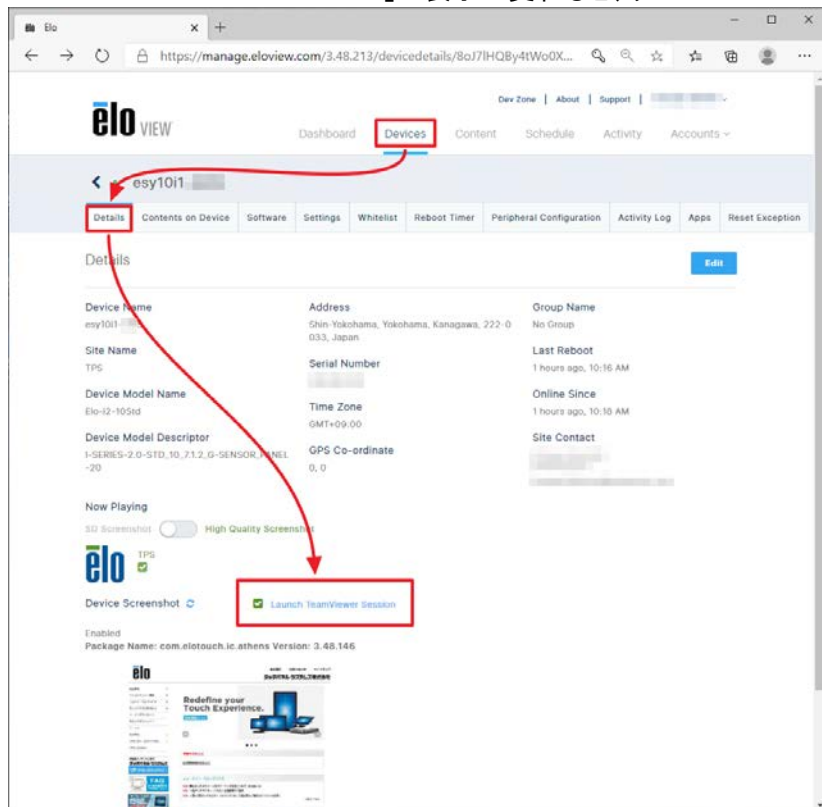 Elo
https://manage.eloview.com/3.48.213/devicedetails/8oJ7lHQBy4tWo0X...
Dev Zone | About | Support |
ēlo VIEW
Dashboard Devices Content Schedule Activity Accounts
esy10i1
Details Contents on Device Software Settings Whitelist Reboot Timer Peripheral Configuration Activity Log Apps Reset Exception
Details
Edit
Device Name
esy10i1-
Address
Shin-Yokohama, Yokohama, Kanagawa, 222-0
033, Japan
Group Name
No Group
Site Name
TPS
Serial Number
Last Reboot
1 hours ago, 10:16 AM
Device Model Name
Elo-i2-10Std
Time Zone
GMT+09:00
Online Since
1 hours ago, 10:18 AM
Device Model Descriptor
I-SERIES-2.0-STD_10_7.1.2_G-SENSOR_PANEL
-20
GPS Co-ordinate
0, 0
Site Contact
Now Playing
SD Screenshot High Quality Screenshot
ēlo TPS
Device Screenshot Launch TeamViewer Session
Enabled
Package Name: com.elotouch.ic.athens Version: 3.48.146
ēlo
Redefine your
Touch Experience.